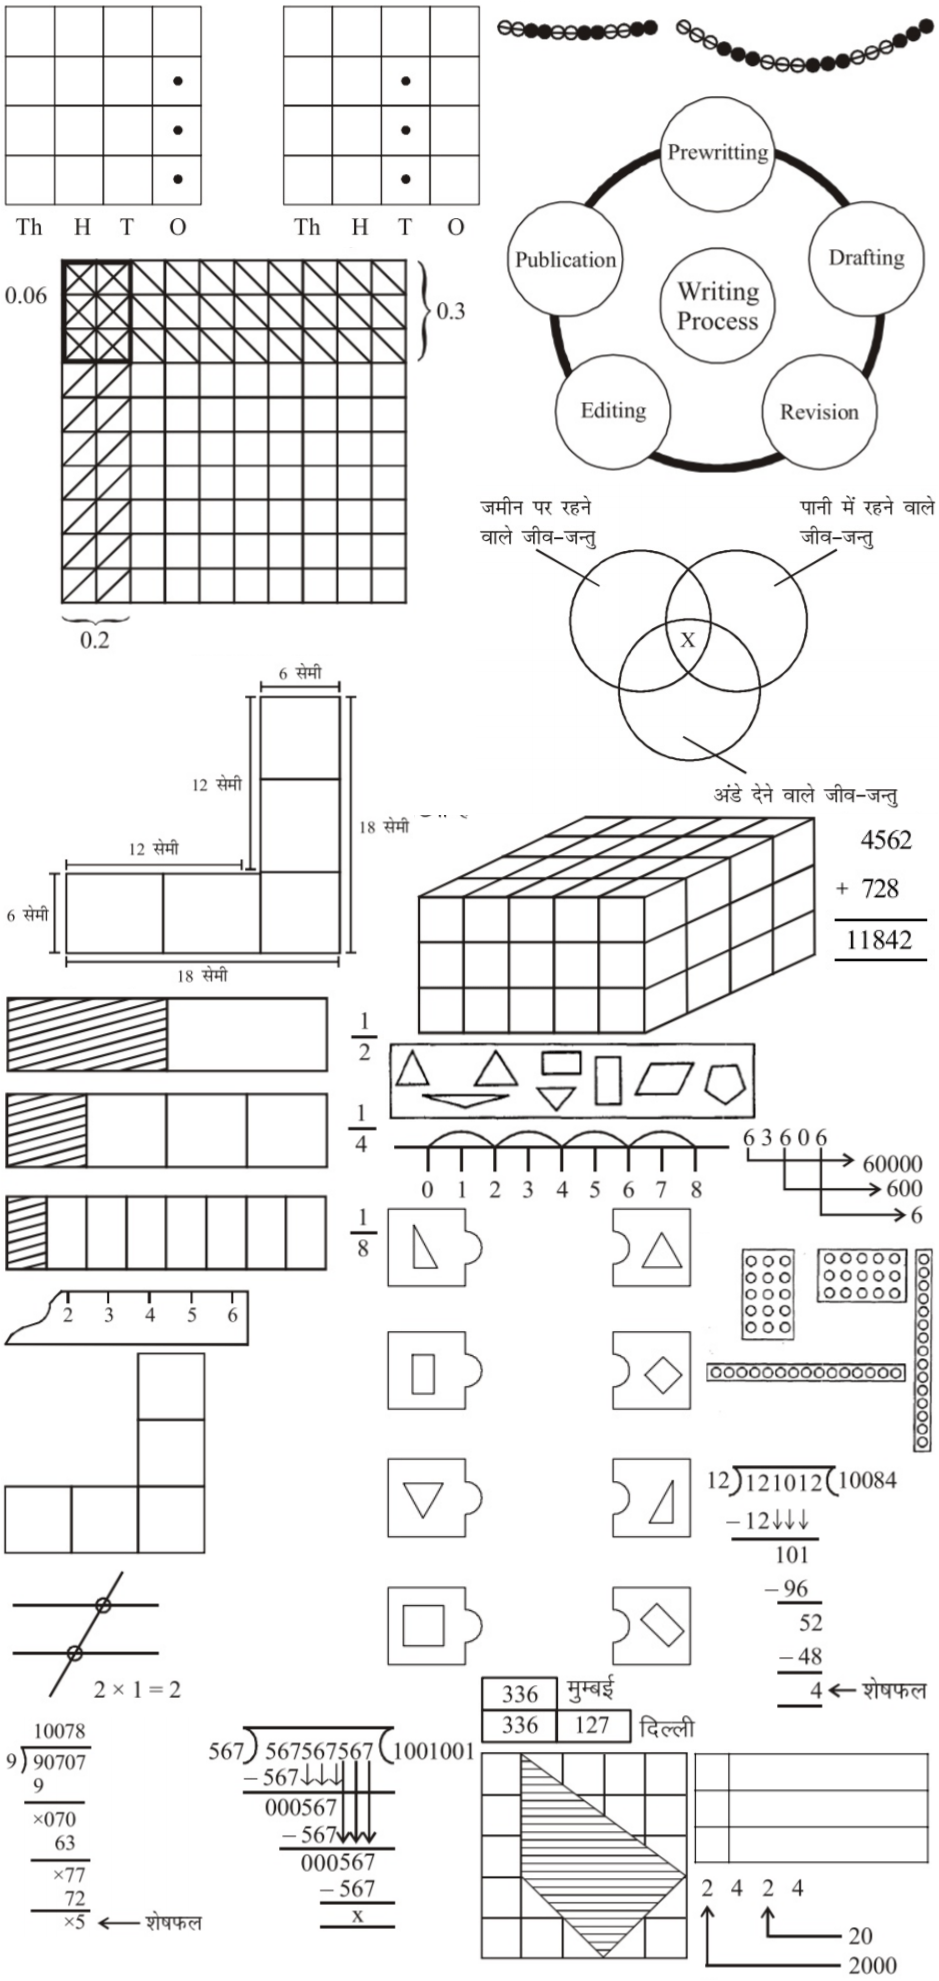 Th H T O
Th H T O
Prewritting
Publication
Drafting
Writing
Process
Editing
Revision
0.06
0.3
0.2
जमीन पर रहने
वाले जीव-जन्तु
पानी में रहने वाले
जीव-जन्तु
X
अंडे देने वाले जीव-जन्तु
6 सेमी
12 सेमी
18 सेमी
12 सेमी
6 सेमी
18 सेमी
4562
+ 728
11842
1
2
1
4
1
8
0 1 2 3 4 5 6 7 8
6 3 6 0 6
60000
600
6
2 3 4 5 6
12)121012(10084
-12↓↓↓
101
-96
52
-48
4 ← शेषफल
2 × 1 = 2
336 मुम्बई
336 127 दिल्ली
10078
9)90707
9
×070
63
×77
72
×5 ← शेषफल
567) 567567567 (1001001
-567↓↓↓
000567
-567
000567
-567
x
2 4 2 4
20
2000